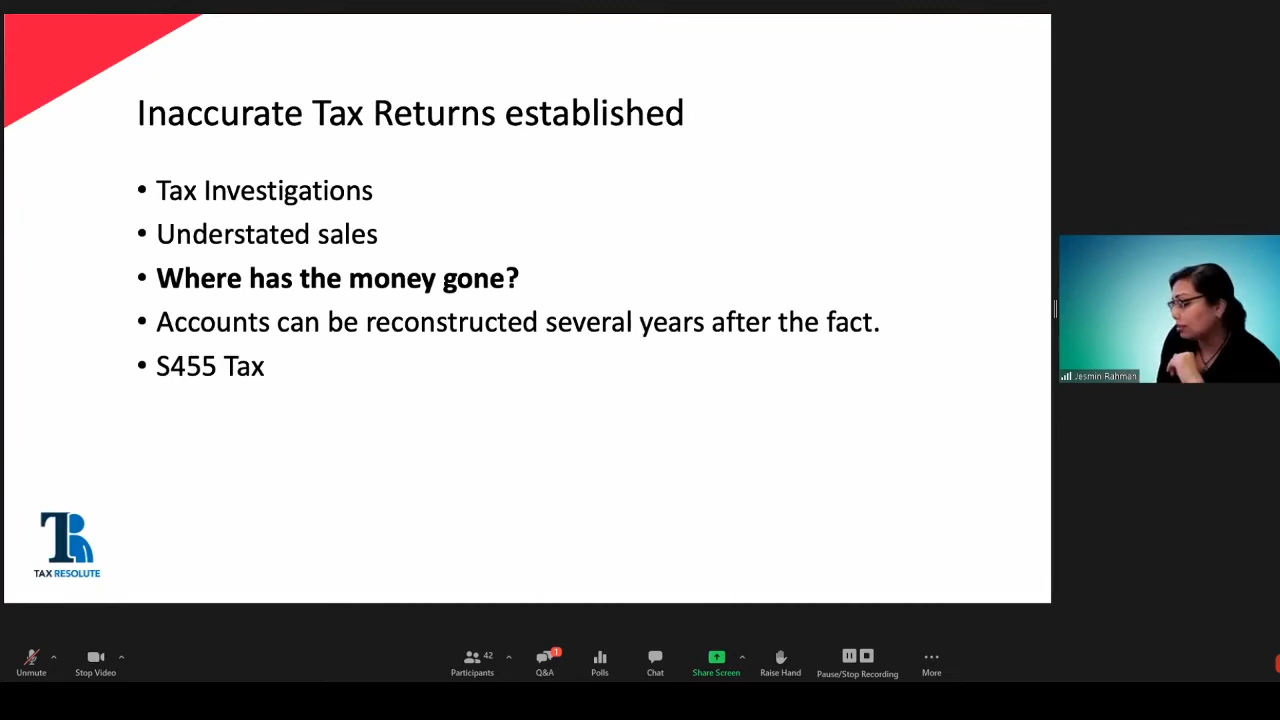 Inaccurate Tax Returns established
• Tax Investigations
• Understated sales
• Where has the money gone?
• Accounts can be reconstructed several years after the fact.
• S455 Tax
TR
TAX RESOLUTE
Jesmin Rahman
Unmute
Stop Video
42
Participants
1
Q&A
Polls
Chat
Share Screen
Raise Hand
Pause/Stop Recording
More